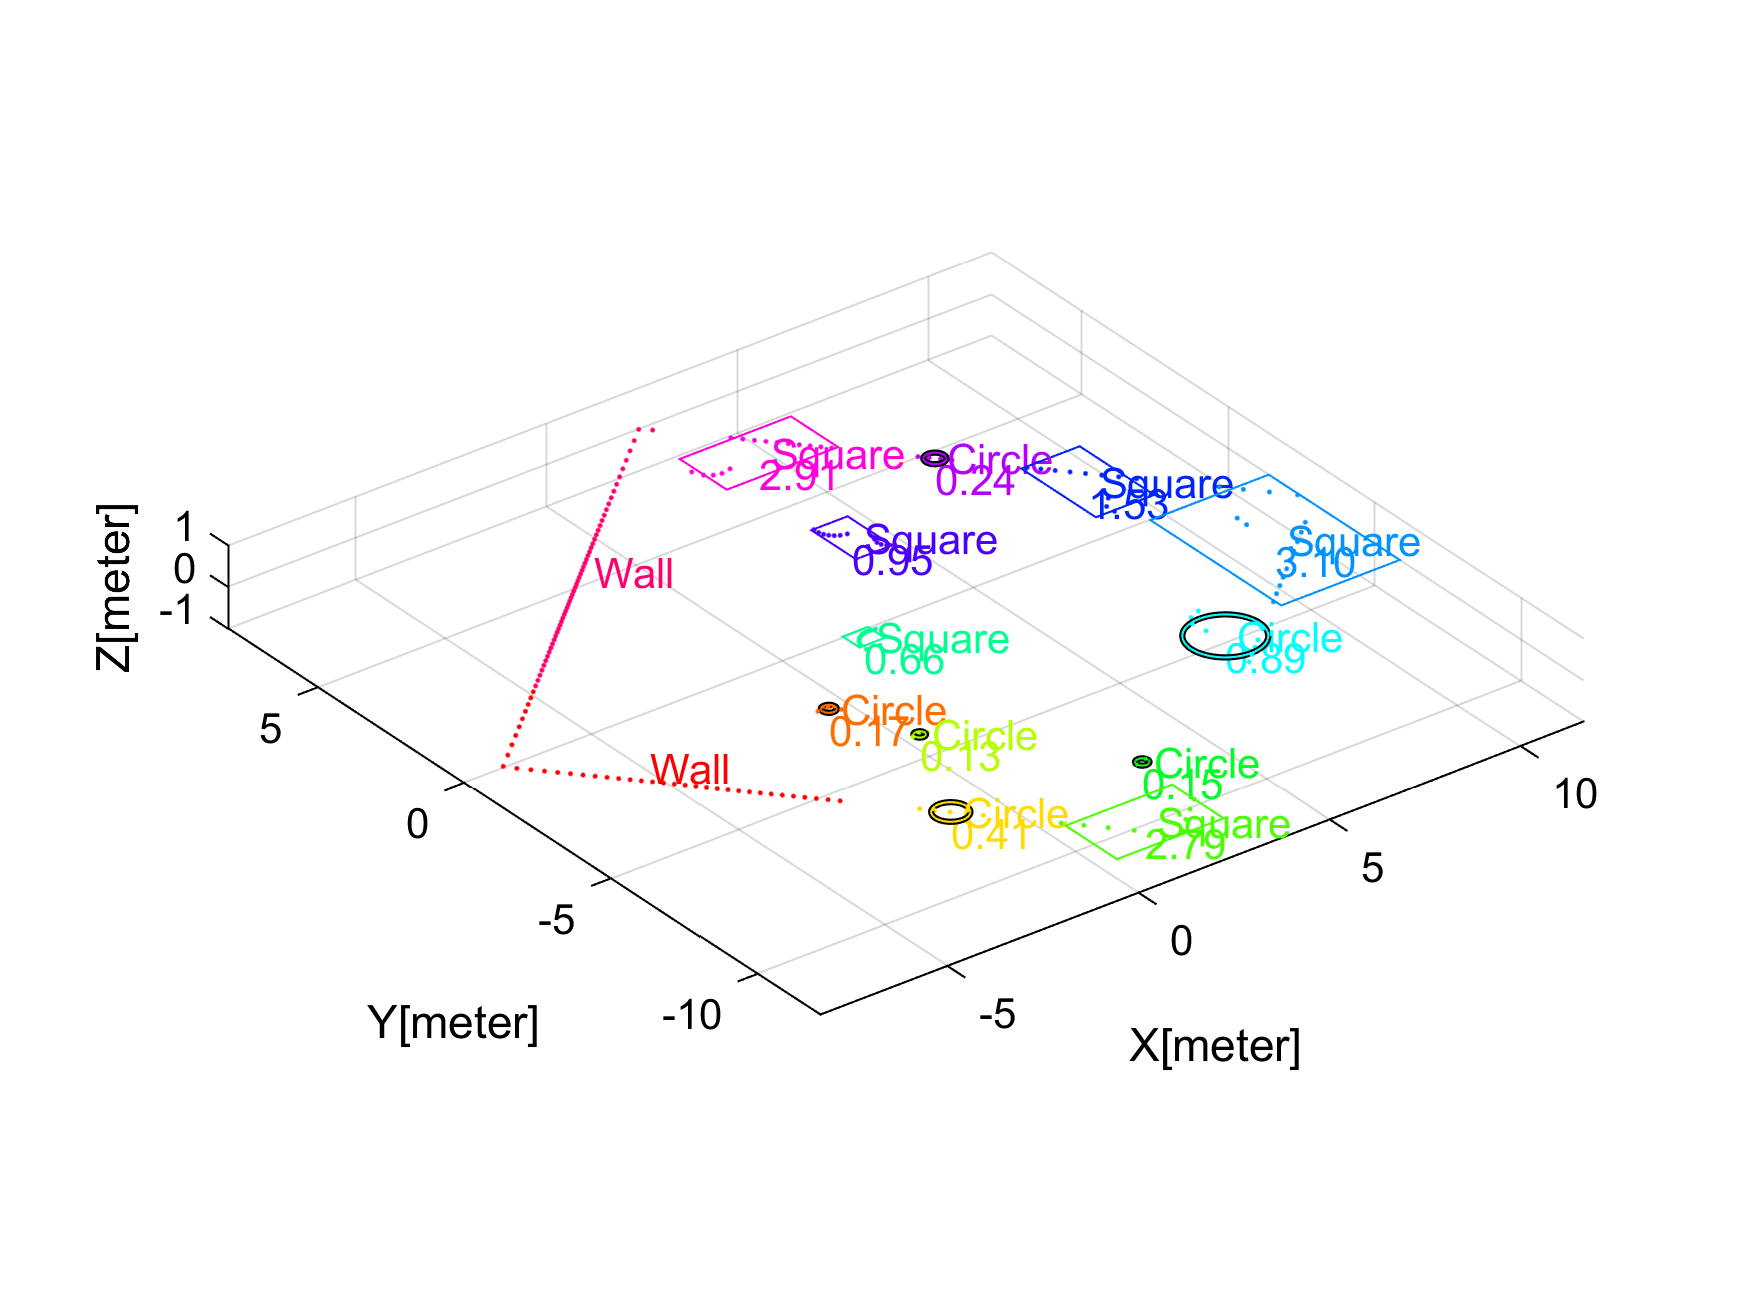 Square
2.91
Circle
0.24
Square
1.53
Square
3.10
Square
0.95
Wall
Square
0.66
Circle
0.89
Circle
0.17
Circle
0.13
Wall
Circle
0.15
Circle
0.41
Square
2.79
1
0
-1
Z[meter]
5
0
-5
-10
Y[meter]
10
5
0
-5
X[meter]